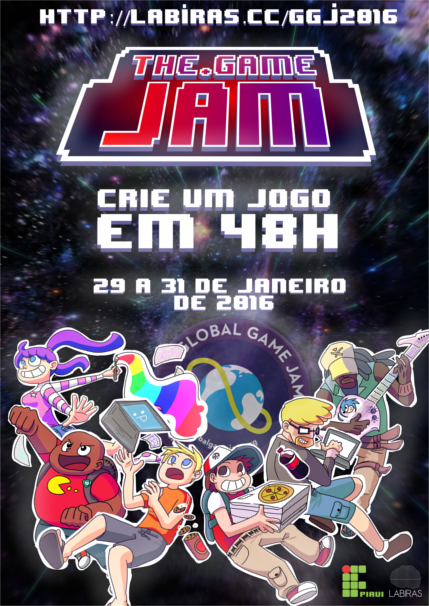 HTTP://LABIRAS.CC/GGJ2016
THE.GAME
JAM
CRIE UM JOGO
EM 48H
29 A 31 DE JANEIRO
DE 2016
GLOBAL GAME JAM
PIAUI LABIRAS